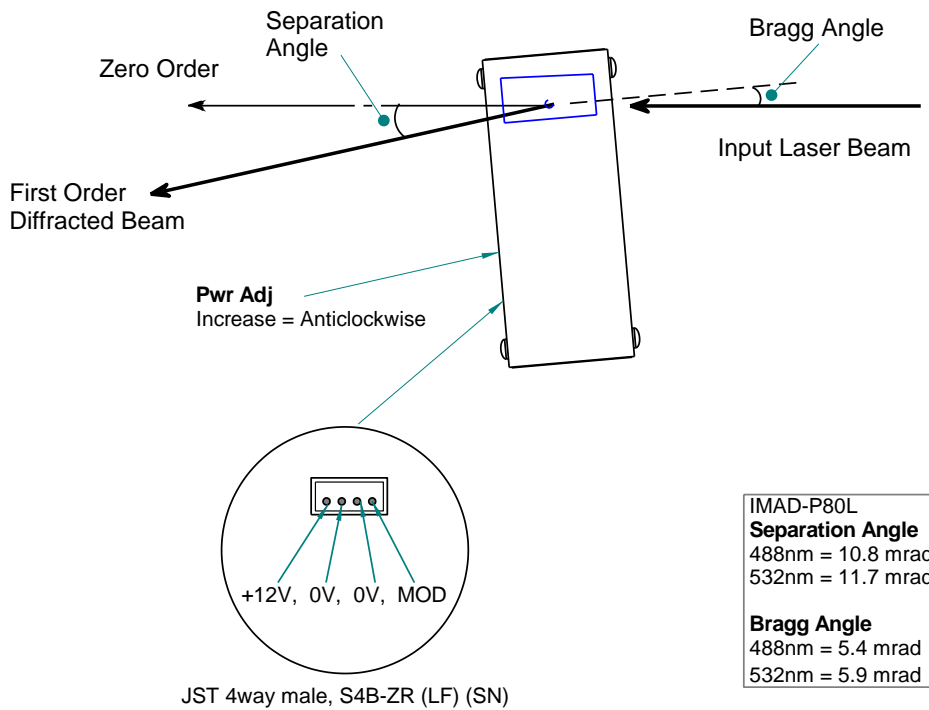 Separation
Angle
Bragg Angle
Zero Order
Input Laser Beam
First Order
Diffracted Beam
Pwr Adj
Increase = Anticlockwise
+12V, 0V, 0V, MOD
JST 4way male, S4B-ZR (LF) (SN)
IMAD-P80L
Separation Angle
488nm = 10.8 mrad
532nm = 11.7 mrad
Bragg Angle
488nm = 5.4 mrad
532nm = 5.9 mrad